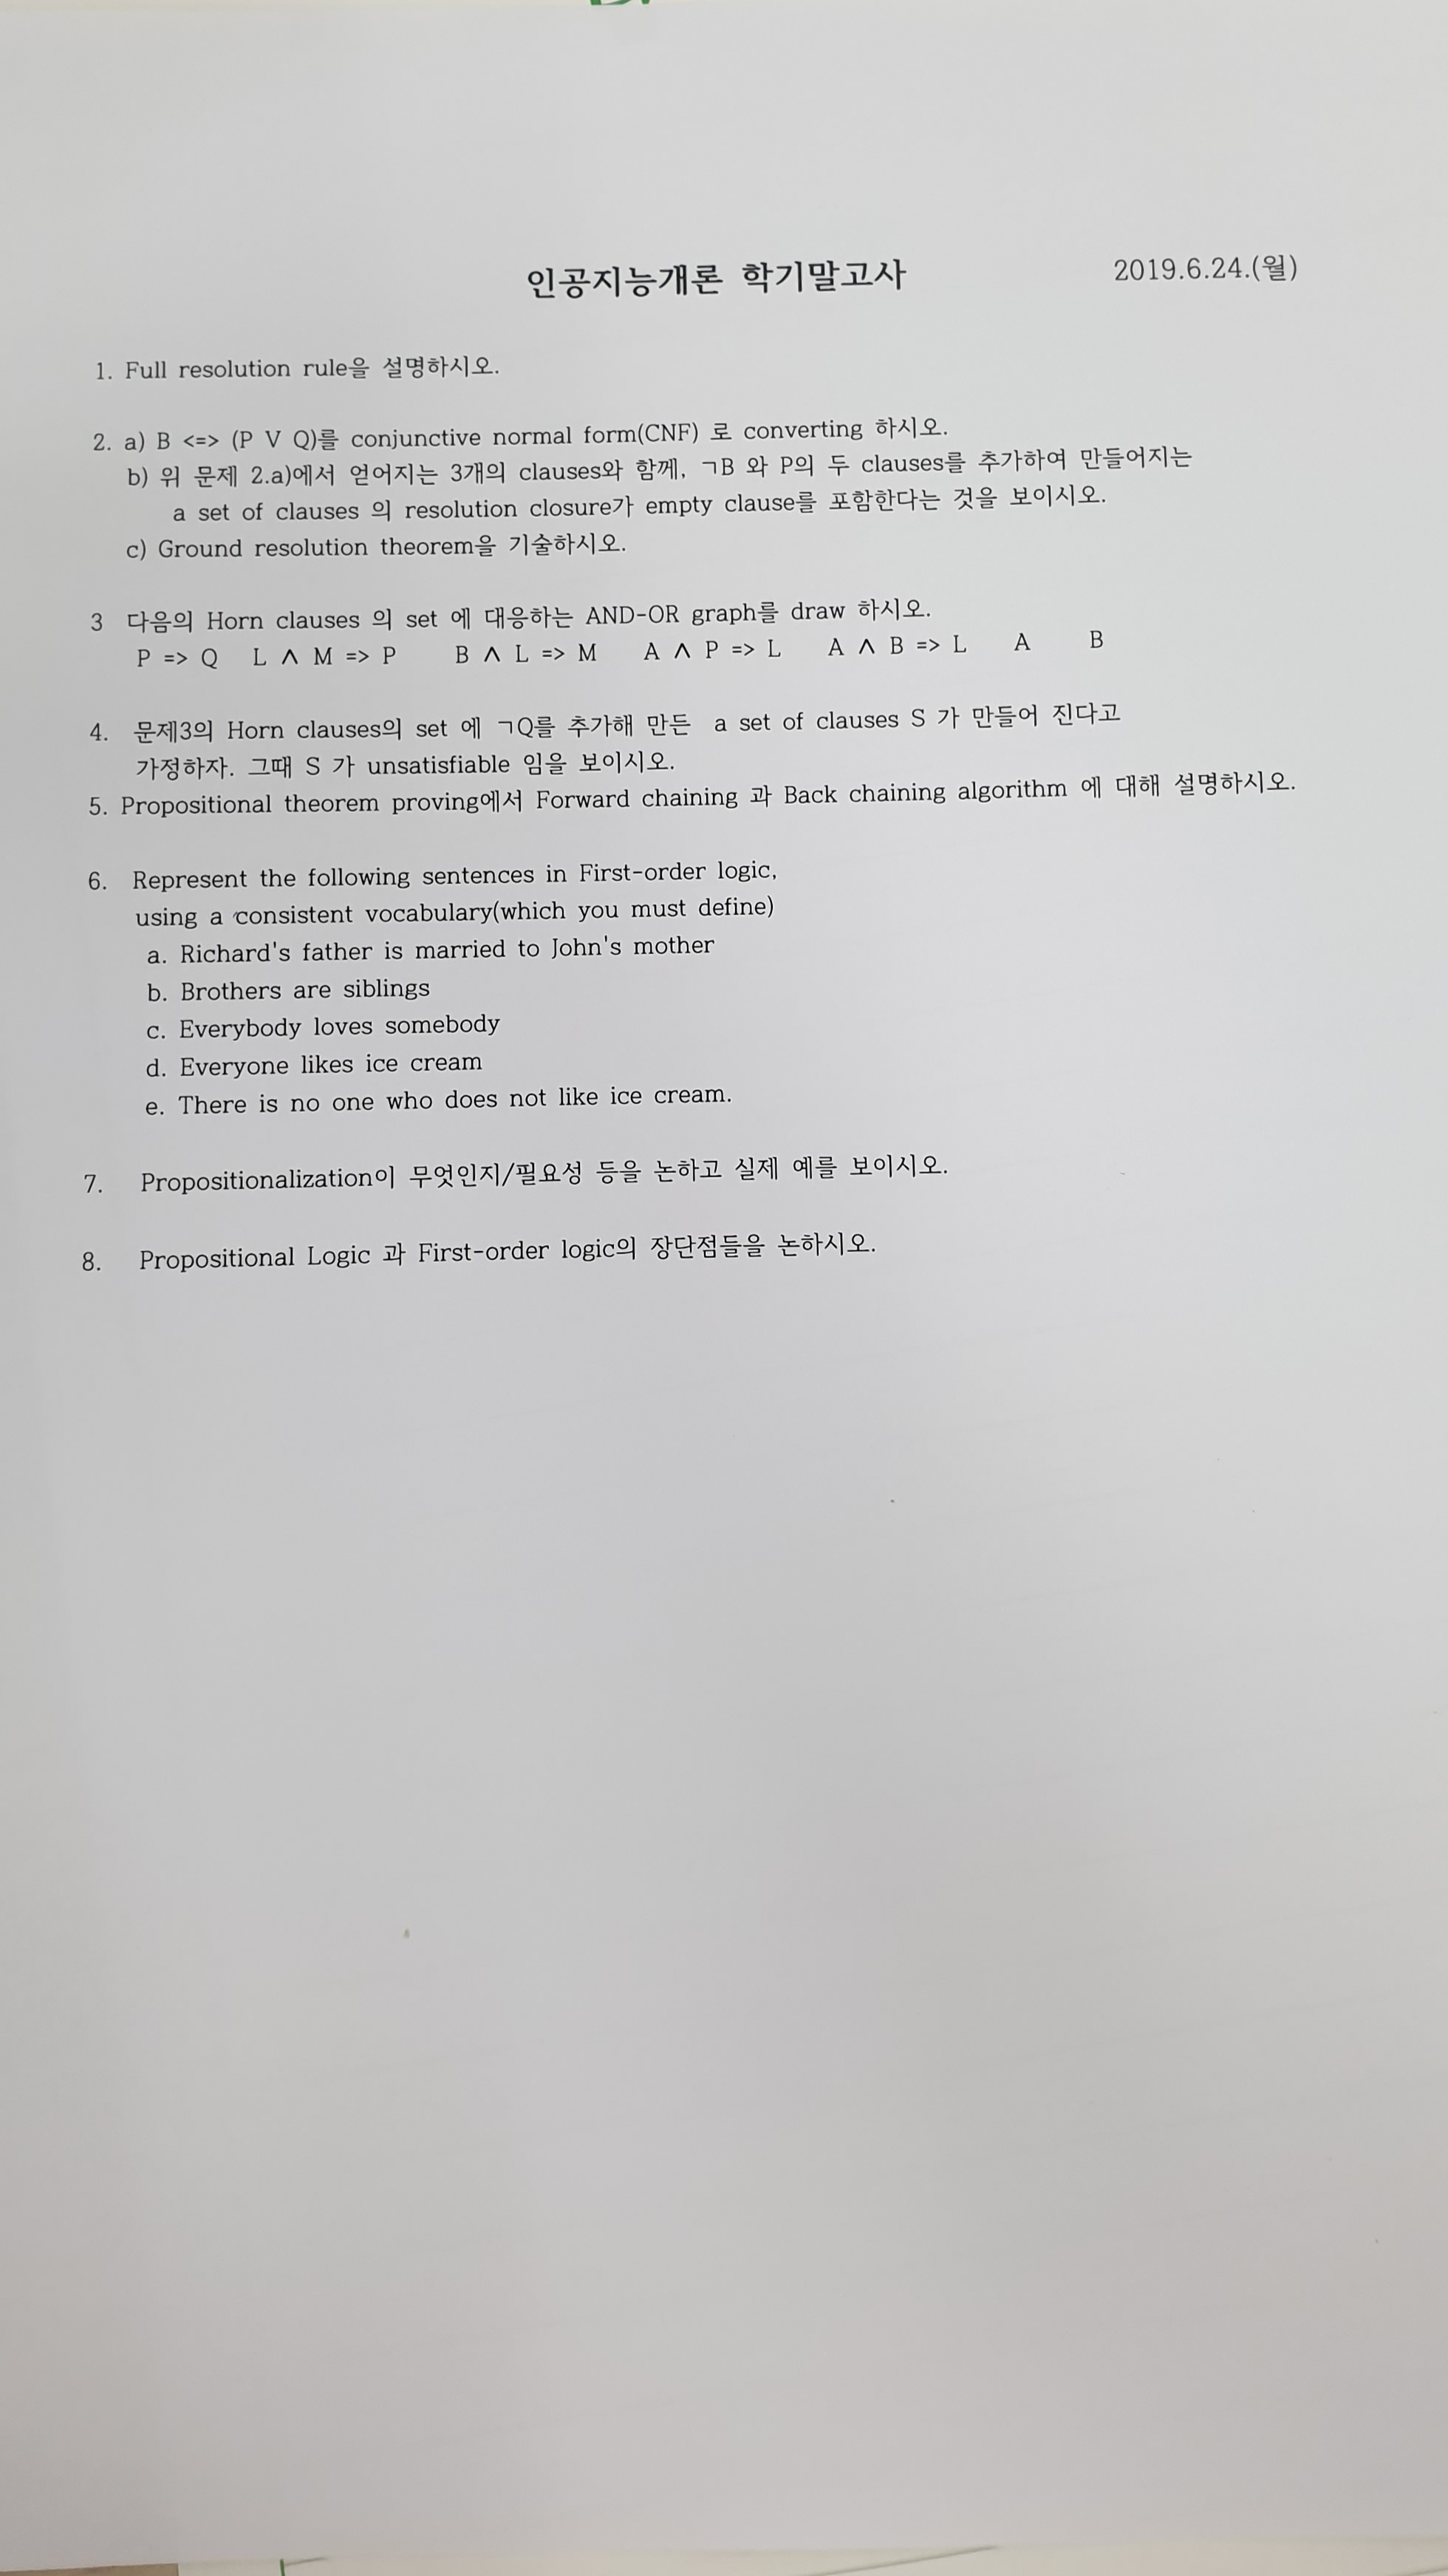 인공지능개론 학기말고사 2019.6.24.(월)
1. Full resolution rule을 설명하시오.
2. a) B <=> (P V Q)를 conjunctive normal form(CNF) 로 converting 하시오.
b) 위 문제 2.a)에서 얻어지는 3개의 clauses와 함께, ㄱB 와 P의 두 clauses를 추가하여 만들어지는
a set of clauses 의 resolution closure가 empty clause를 포함한다는 것을 보이시오.
c) Ground resolution theorem을 기술하시오.
3 다음의 Horn clauses 의 set 에 대응하는 AND-OR graph를 draw 하시오.
P => Q L ∧ M => P B ∧ L => M A ∧ P => L A ∧ B => L A B
4. 문제3의 Horn clauses의 set 에 ㄱQ를 추가해 만든 a set of clauses S 가 만들어 진다고
가정하자. 그때 S 가 unsatisfiable 임을 보이시오.
5. Propositional theorem proving에서 Forward chaining 과 Back chaining algorithm 에 대해 설명하시오.
6. Represent the following sentences in First-order logic,
using a consistent vocabulary(which you must define)
a. Richard's father is married to John's mother
b. Brothers are siblings
c. Everybody loves somebody
d. Everyone likes ice cream
e. There is no one who does not like ice cream.
7. Propositionalization이 무엇인지/필요성 등을 논하고 실제 예를 보이시오.
8. Propositional Logic 과 First-order logic의 장단점들을 논하시오.